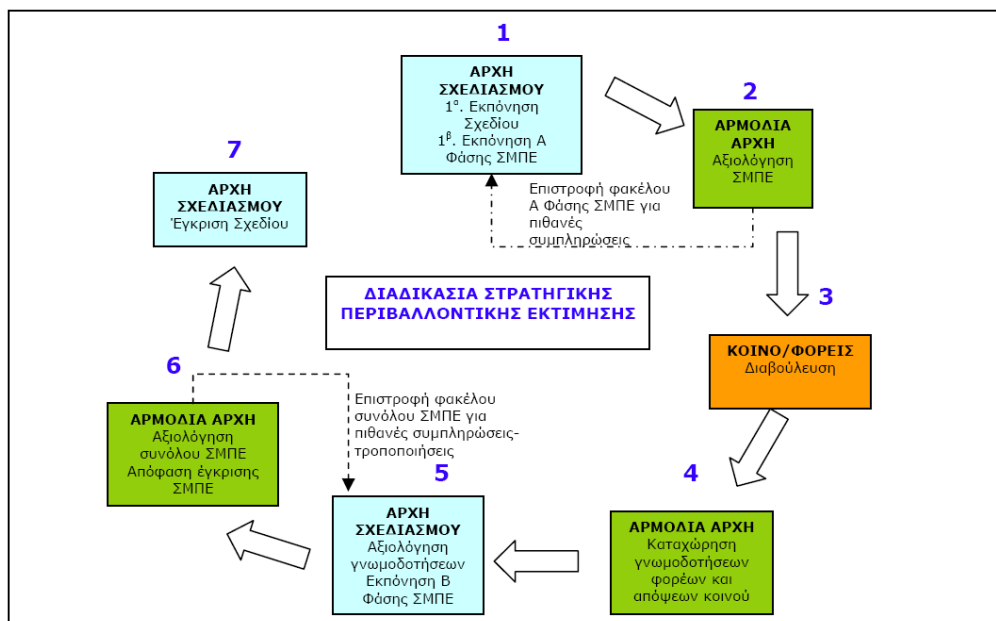 1
ΑΡΧΗ
ΣΧΕΔΙΑΣΜΟΥ
1α. Εκπόνηση
Σχεδίου
1β. Εκπόνηση Α
Φάσης ΣΜΠΕ
2
ΑΡΜΟΔΙΑ
ΑΡΧΗ
Αξιολόγηση
ΣΜΠΕ
Επιστροφή φακέλου
Α Φάσης ΣΜΠΕ για
πιθανές
συμπληρώσεις
3
ΚΟΙΝΟ/ΦΟΡΕΙΣ
Διαβούλευση
4
ΑΡΜΟΔΙΑ ΑΡΧΗ
Καταχώρηση
γνωμοδοτήσεων
φορέων και
απόψεων κοινού
5
ΑΡΧΗ
ΣΧΕΔΙΑΣΜΟΥ
Αξιολόγηση
γνωμοδοτήσεων
Εκπόνηση Β
Φάσης ΣΜΠΕ
6
ΑΡΜΟΔΙΑ ΑΡΧΗ
Αξιολόγηση
συνόλου ΣΜΠΕ
Απόφαση έγκρισης
ΣΜΠΕ
Επιστροφή φακέλου
συνόλου ΣΜΠΕ για
πιθανές συμπληρώσεις-
τροποποιήσεις
7
ΑΡΧΗ
ΣΧΕΔΙΑΣΜΟΥ
Έγκριση Σχεδίου
ΔΙΑΔΙΚΑΣΙΑ ΣΤΡΑΤΗΓΙΚΗΣ
ΠΕΡΙΒΑΛΛΟΝΤΙΚΗΣ ΕΚΤΙΜΗΣΗΣ